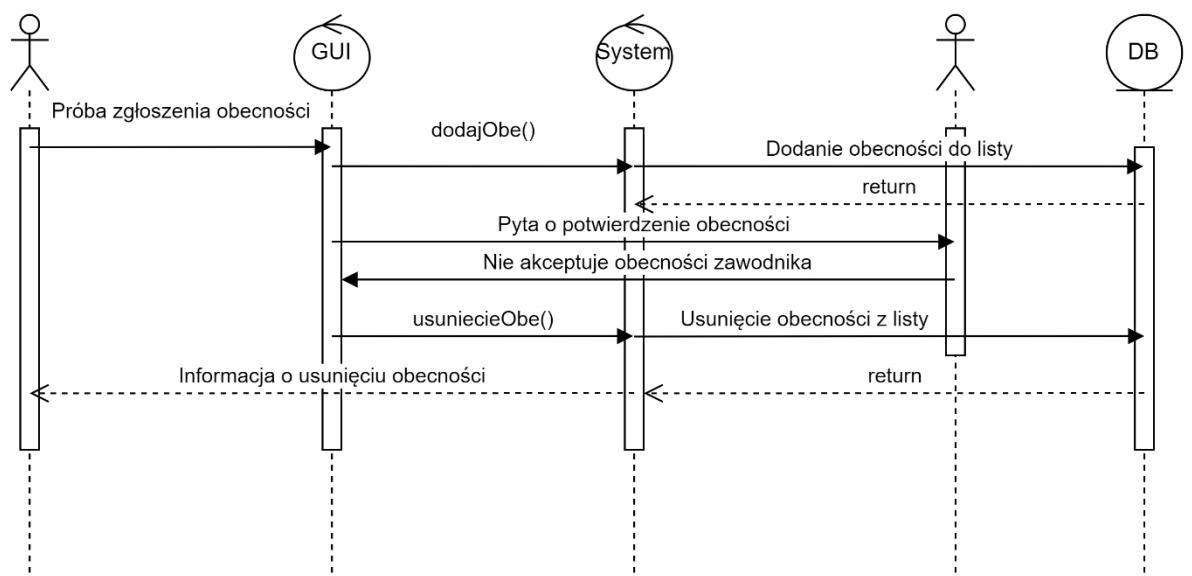 GUI
System
DB
Próba zgłoszenia obecności
dodajObe()
Dodanie obecności do listy
return
Pyta o potwierdzenie obecności
Nie akceptuje obecności zawodnika
usuniecieObe()
Usunięcie obecności z listy
Informacja o usunięciu obecności
return